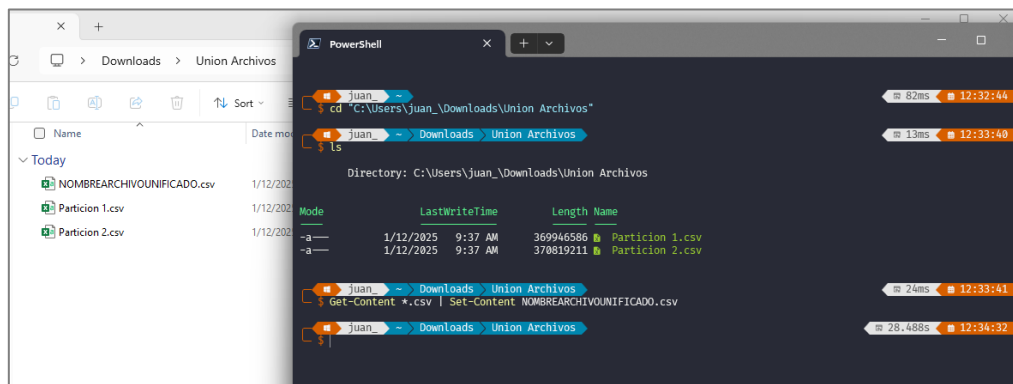 Downloads > Union Archivos
Sort
Name
Date mod
Today
NOMBREARCHIVOUNIFICADO.csv 1/12/202
Particion 1.csv 1/12/202
Particion 2.csv 1/12/202
PowerShell
juan_ ~ 82ms 12:32:44
$ cd "C:\Users\juan_\Downloads\Union Archivos"
juan_ ~ Downloads Union Archivos 13ms 12:33:40
$ ls
Directory: C:\Users\juan_\Downloads\Union Archivos
Mode LastWriteTime Length Name
-a--- 1/12/2025 9:37 AM 369946586 Particion 1.csv
-a--- 1/12/2025 9:37 AM 370819211 Particion 2.csv
juan_ ~ Downloads Union Archivos 24ms 12:33:41
$ Get-Content *.csv | Set-Content NOMBREARCHIVOUNIFICADO.csv
juan_ ~ Downloads Union Archivos 28.488s 12:34:32
$